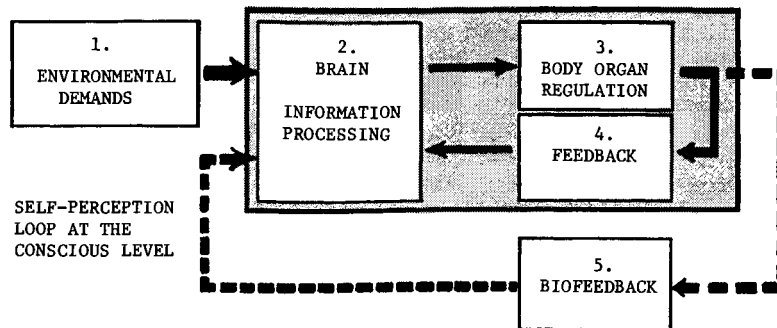 1.
ENVIRONMENTAL
DEMANDS
2.
BRAIN
INFORMATION
PROCESSING
3.
BODY ORGAN
REGULATION
4.
FEEDBACK
SELF-PERCEPTION
LOOP AT THE
CONSCIOUS LEVEL
5.
BIOFEEDBACK